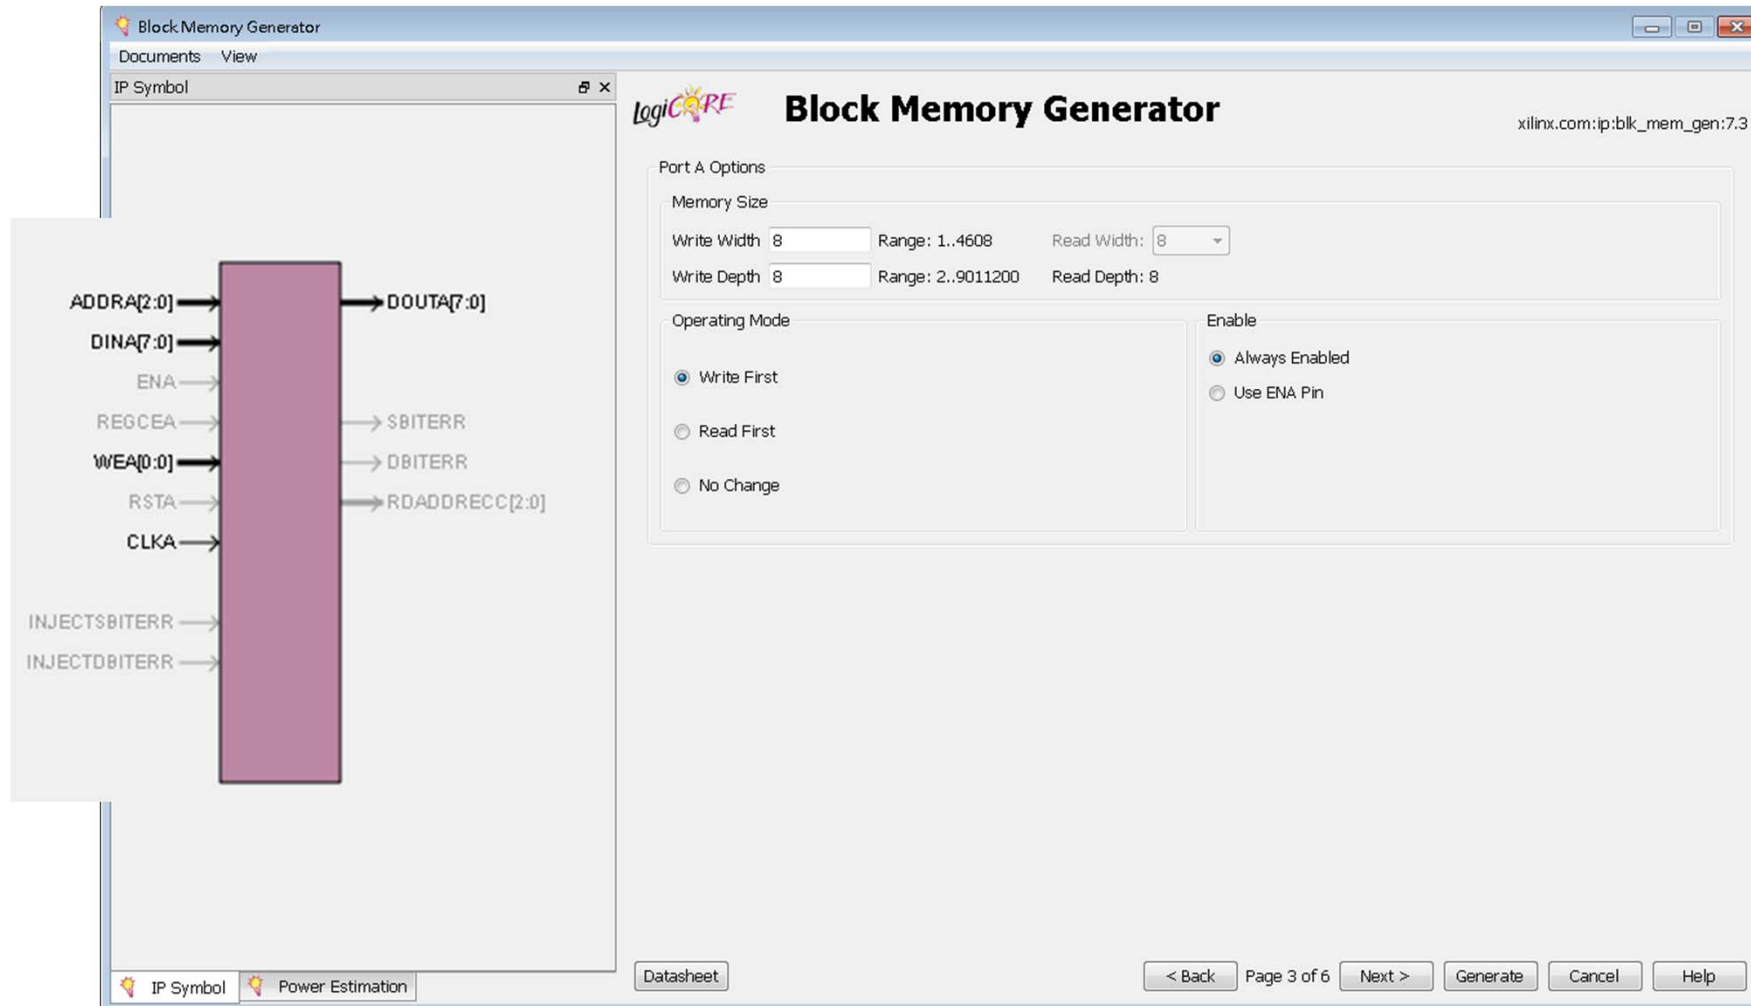 Block Memory Generator
Documents View
IP Symbol
LogiCORE
Block Memory Generator
xilinx.com:ip:blk_mem_gen:7.3
Port A Options
Memory Size
Write Width 8 Range: 1..4608 Read Width: 8
Write Depth 8 Range: 2..9011200 Read Depth: 8
Operating Mode
Write First
Read First
No Change
Enable
Always Enabled
Use ENA Pin
ADDRA[2:0] DOUTA[7:0]
DINA[7:0]
ENA
REGCEA SBITERR
WEA[0:0] DBITERR
RSTA RDADDRECC[2:0]
CLKA
INJECTSBITERR
INJECTDBITERR
IP Symbol Power Estimation
Datasheet < Back Page 3 of 6 Next > Generate Cancel Help